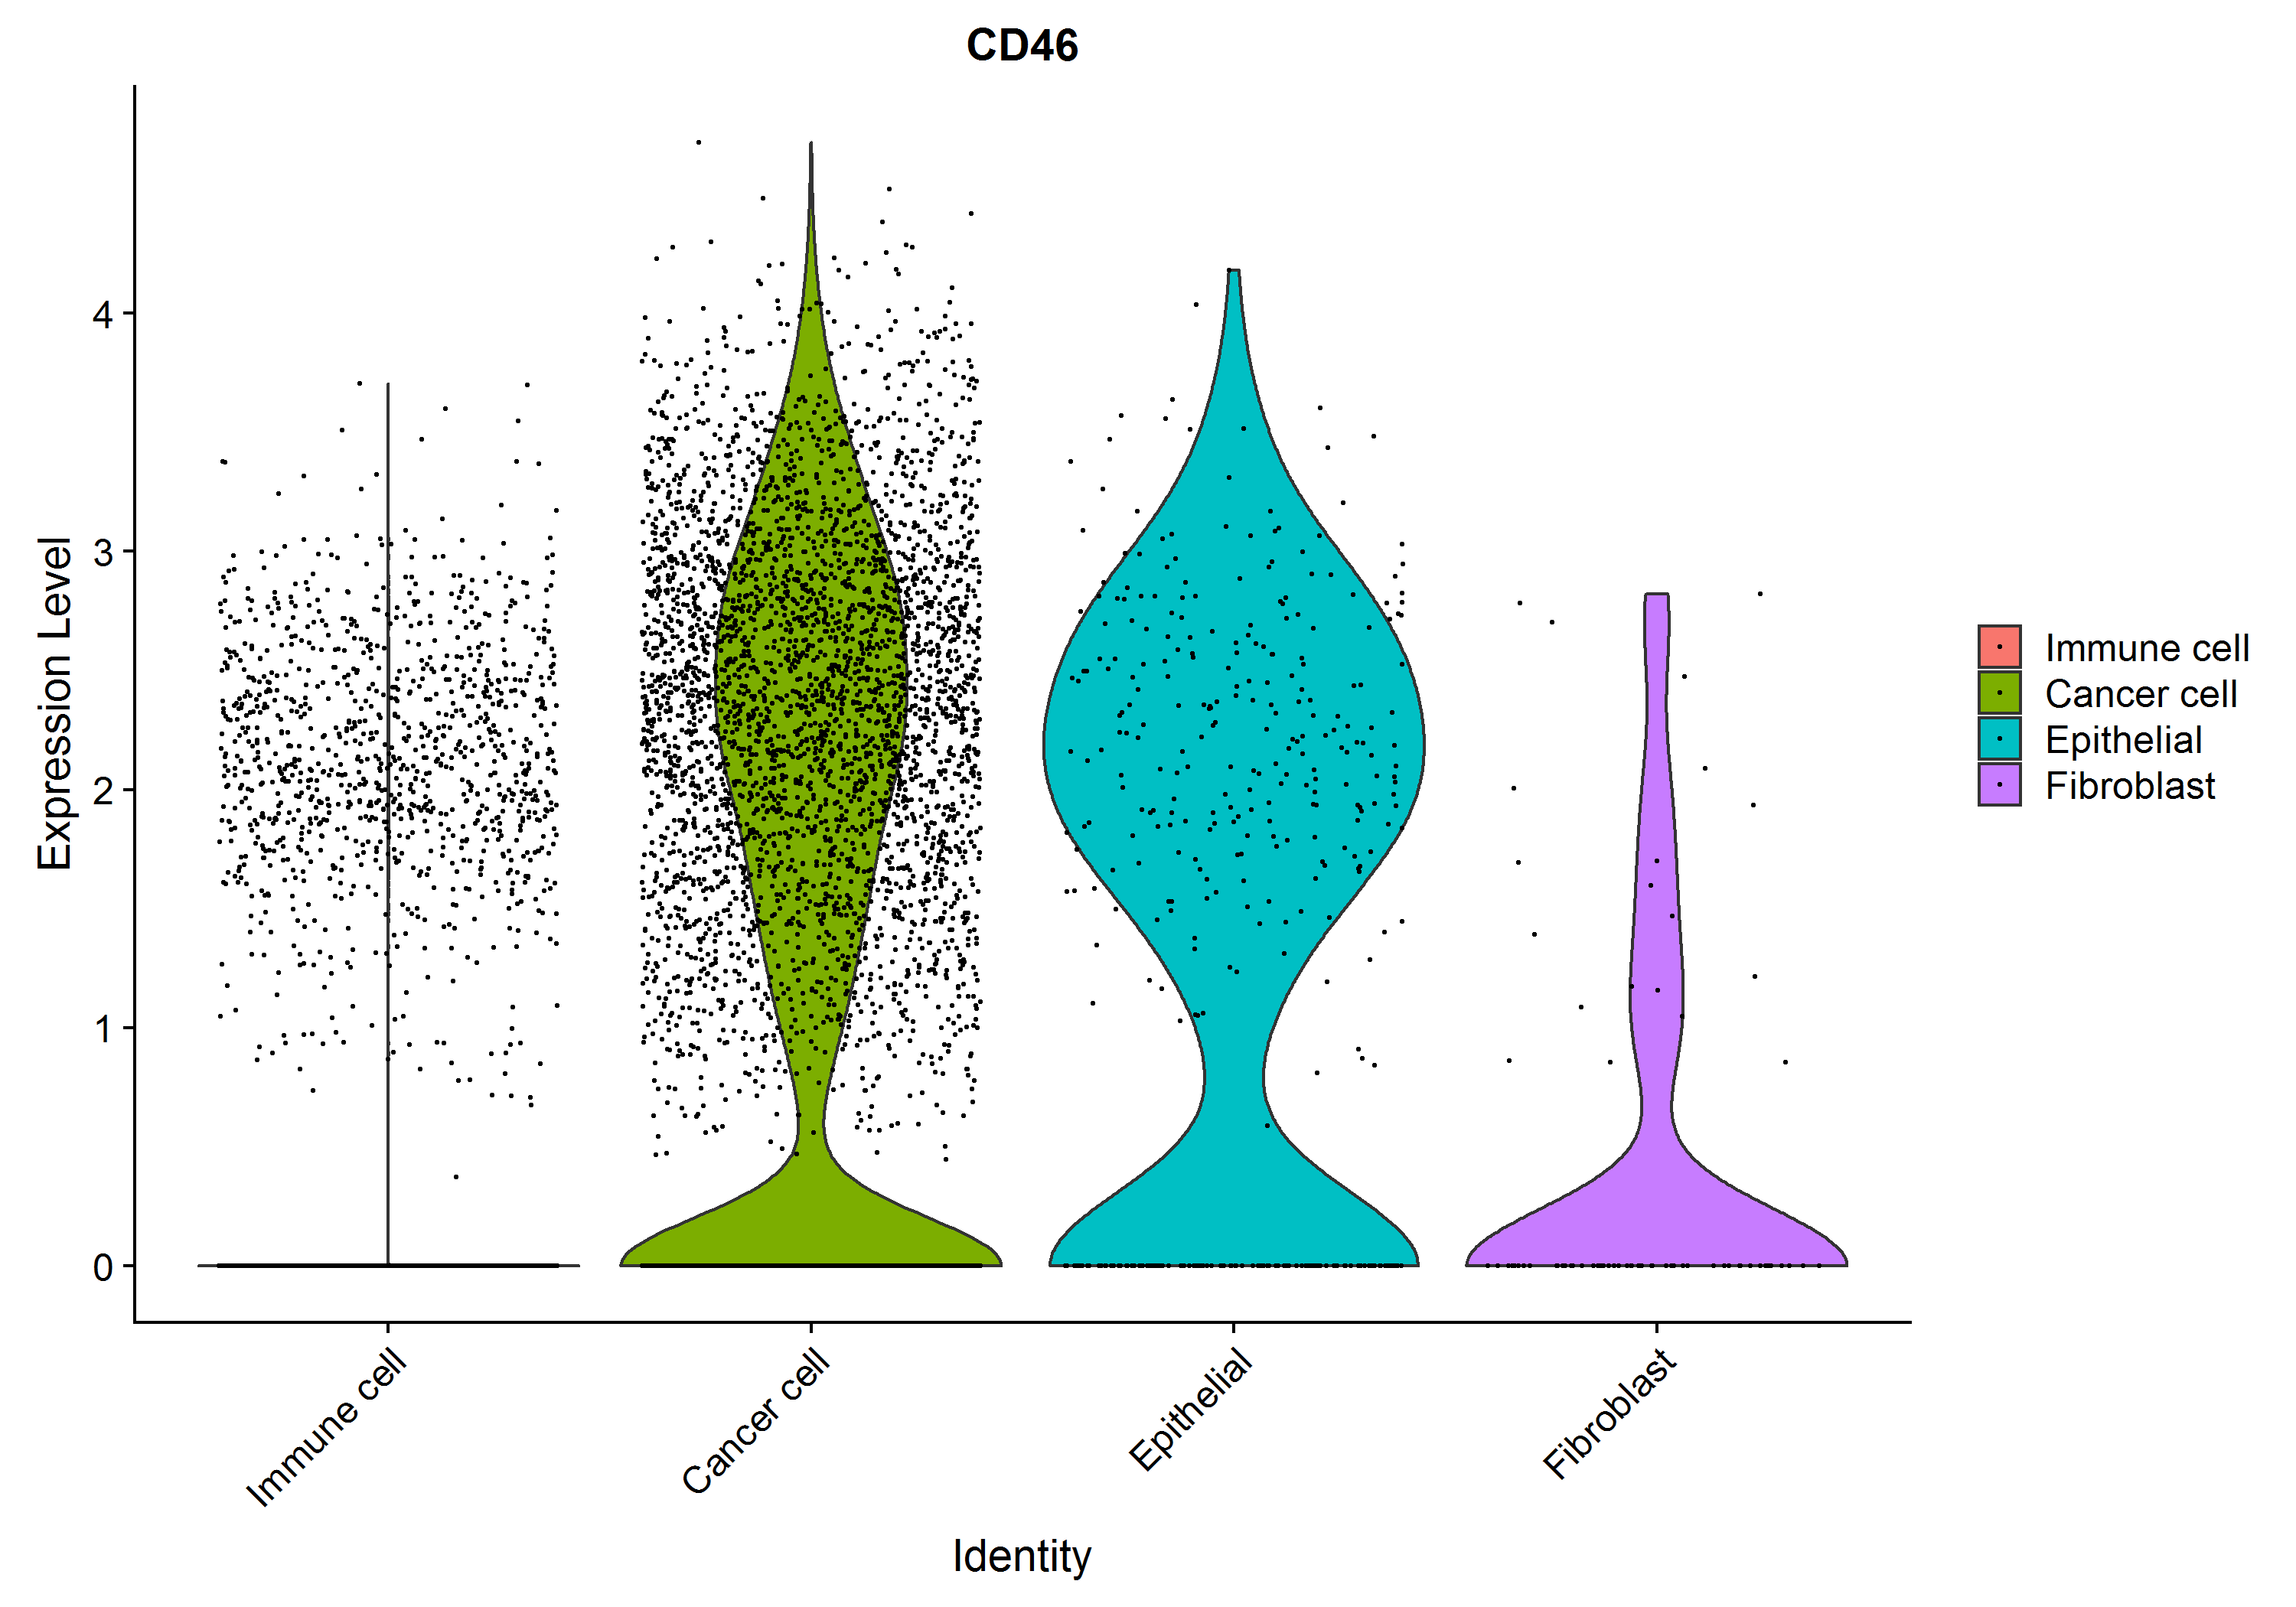 CD46
Expression Level
4
3
2
1
0
Immune cell
Cancer cell
Epithelial
Fibroblast
Identity
Immune cell
Cancer cell
Epithelial
Fibroblast